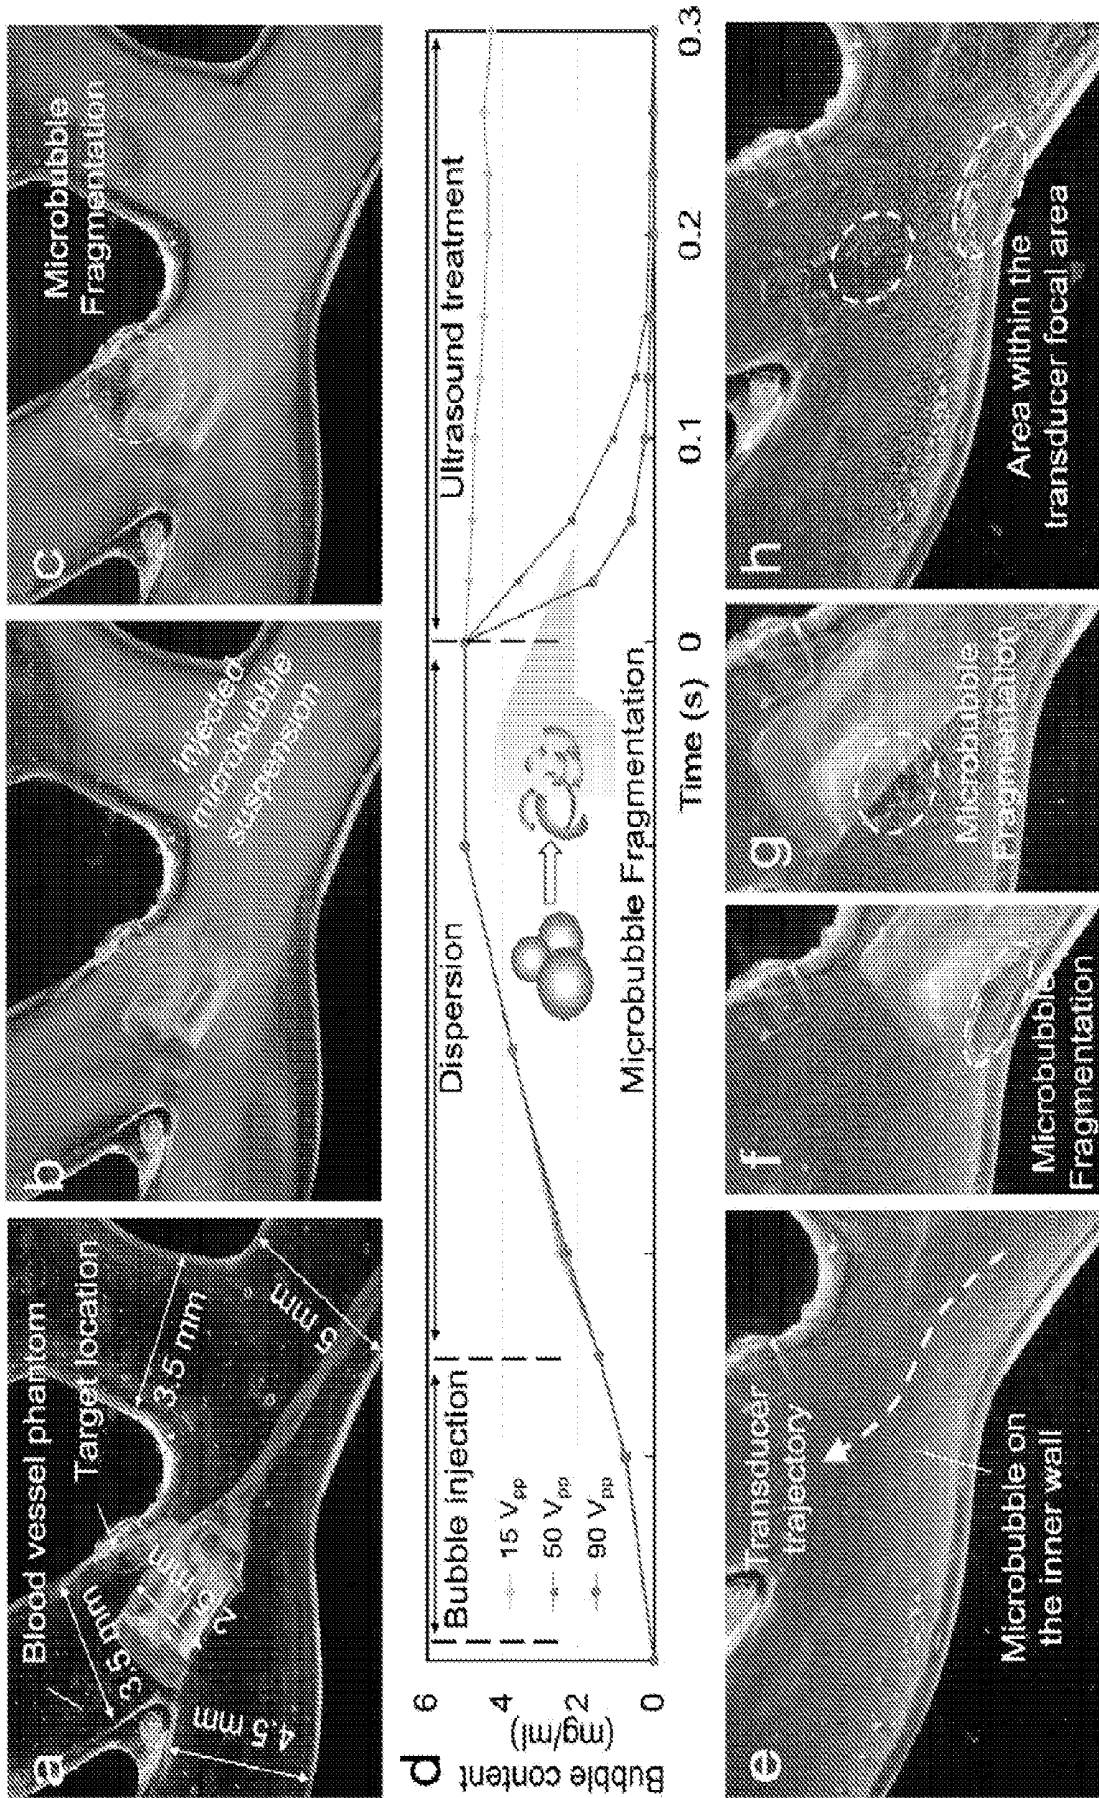 a
Blood vessel phantom
Target location
3.5 mm
3.5 mm
5 mm
4.5 mm
b
Injected
microbubble
suspension
c
Microbubble
Fragmentation
d
Bubble content
(mg/ml)
6
4
2
0
Bubble injection
Dispersion
Ultrasound treatment
15 Vpp
50 Vpp
90 Vpp
Microbubble Fragmentation
Time (s)
0
0.1
0.2
0.3
e
Transducer
trajectory
Microbubble on
the inner wall
f
Microbubble
Fragmentation
g
Microbubble
Fragmentation
h
Area within the
transducer focal area